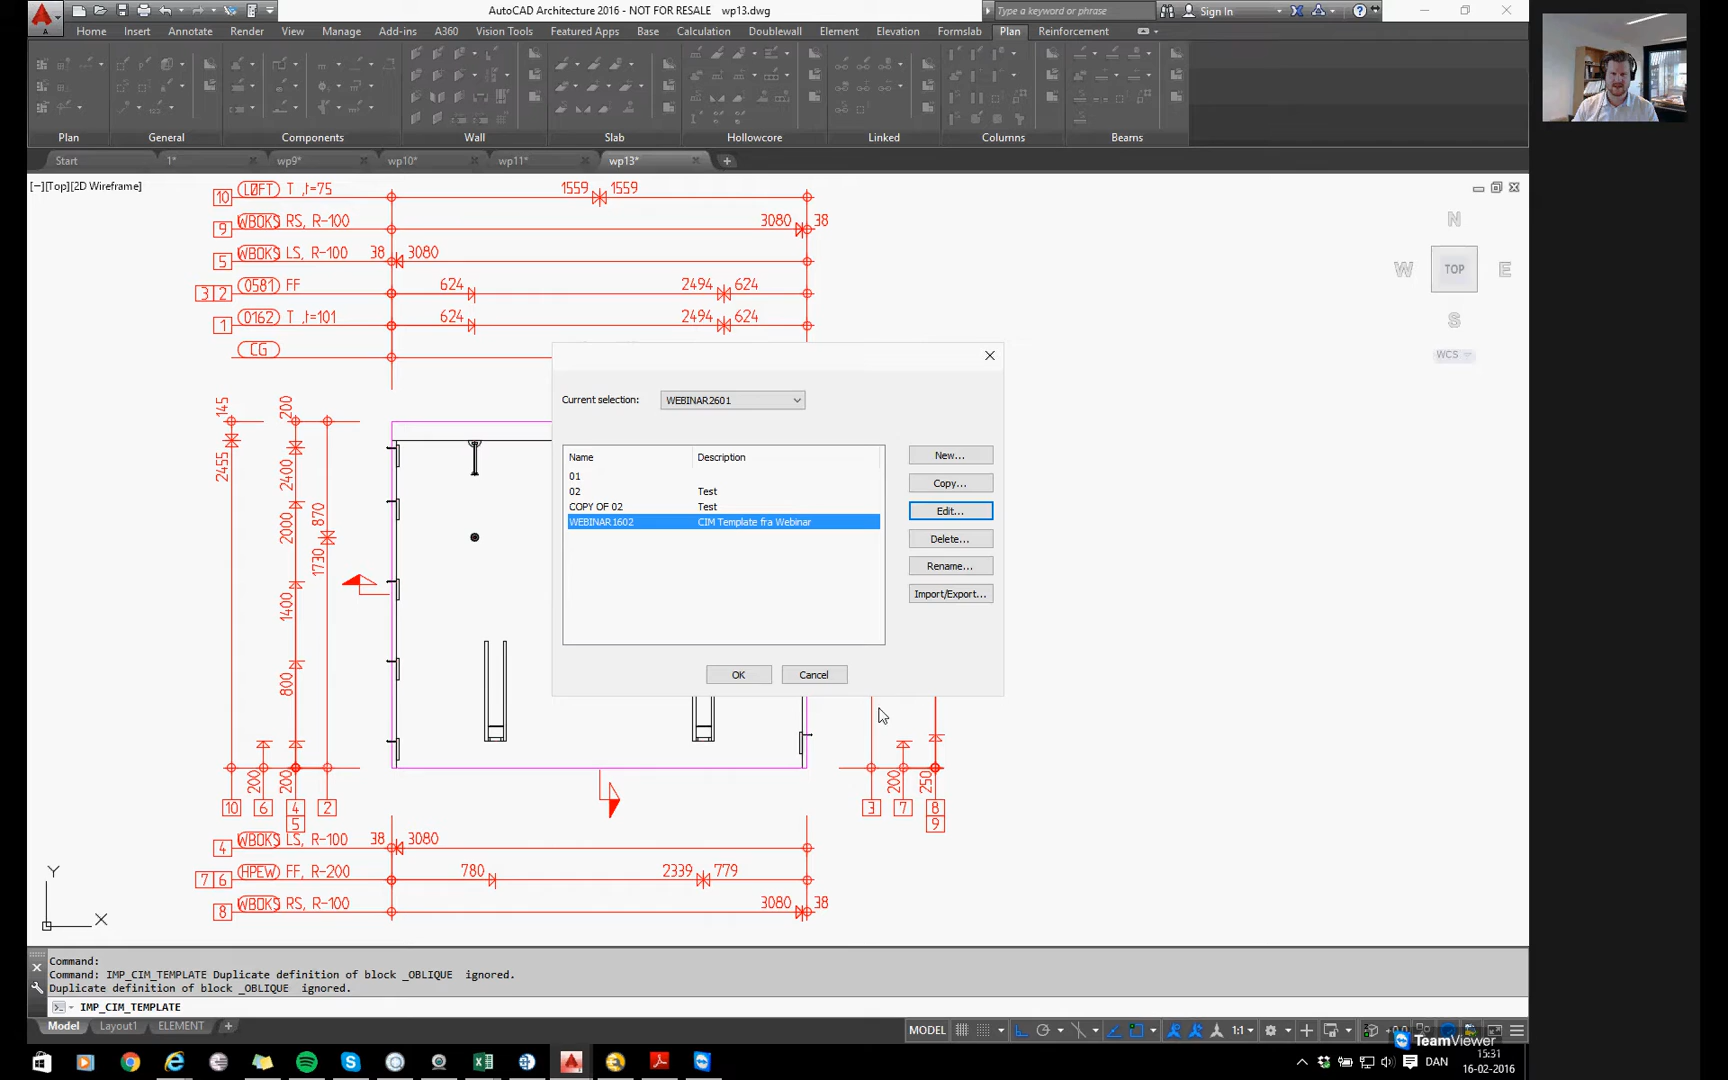 AutoCAD Architecture 2016 - NOT FOR RESALE wp13.dwg
Type a keyword or phrase
Sign In
Home Insert Annotate Render View Manage Add-ins A360 Vision Tools Featured Apps Base Calculation Doublewall Element Elevation Formslab Plan Reinforcement
Plan General Components Wall Slab Hollowcore Linked Columns Beams
Start 1* wp9* wp10* wp11* wp13*
[−][Top][2D Wireframe]
10 LØFT T ,t=75 1559 1559
9 WBOKS RS, R-100 3080 38
5 WBOKS LS, R-100 38 3080
3 2 0581 FF 624 2494 624
1 0162 T ,t=101 624 2494 624
CG
N
W TOP E
S
WCS
Current selection: WEBINAR2601
Name Description
01
02 Test
COPY OF 02 Test
WEBINAR1602 CIM Template fra Webinar
New...
Copy...
Edit...
Delete...
Rename...
Import/Export...
OK Cancel
145 200
2455 2400
2000 870
1730
1400
800
200 200
10 6 4 2
5
200 250
3 7 8
9
4 WBOKS LS, R-100 38 3080
7 6 HPEW FF, R-200 780 2339 779
8 WBOKS RS, R-100 3080 38
Y
X
Command:
Command: IMP_CIM_TEMPLATE Duplicate definition of block _OBLIQUE ignored.
Duplicate definition of block _OBLIQUE ignored.
IMP_CIM_TEMPLATE
Model Layout1 ELEMENT
MODEL 1:1
TeamViewer
DAN 15:31
16-02-2016